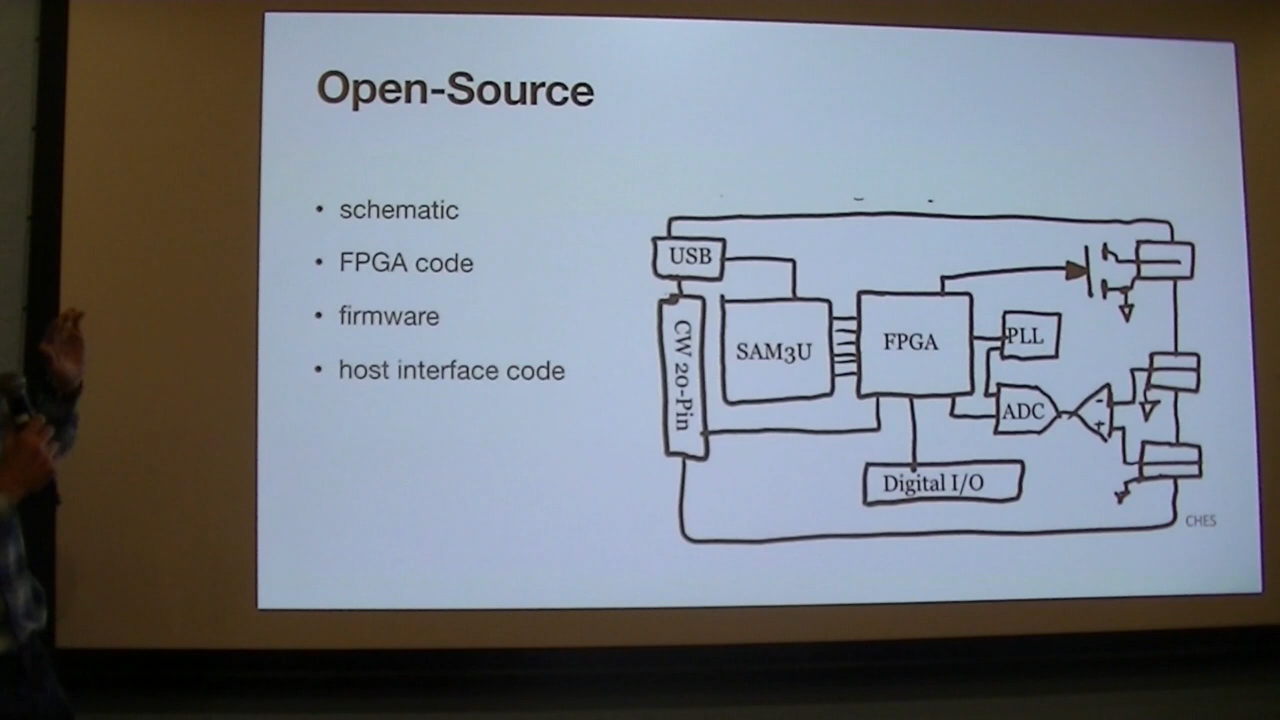 Open-Source
• schematic
• FPGA code
• firmware
• host interface code
USB
CW 20-Pin
SAM3U
FPGA
PLL
ADC
-
+
Digital I/O
CHES